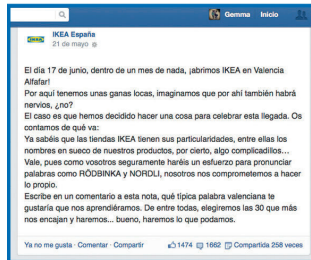 Gemma Inicio
IKEA
IKEA España
21 de mayo
El día 17 de junio, dentro de un mes de nada, ¡abrimos IKEA en Valencia
Alfafar!
Por aquí tenemos unas ganas locas, imaginamos que por ahí también habrá
nervios, ¿no?
El caso es que hemos decidido hacer una cosa para celebrar esta llegada. Os
contamos de qué va:
Ya sabéis que las tiendas IKEA tienen sus particularidades, entre ellas los
nombres en sueco de nuestros productos, por cierto, algo complicadillos…
Vale, pues como vosotros seguramente haréis un esfuerzo para pronunciar
palabras como RÖDBINKA y NORDLI, nosotros nos comprometemos a hacer
lo propio.
Escribe en un comentario a esta nota, qué típica palabra valenciana te
gustaría que nos aprendiéramos. De entre todas, elegiremos las 30 que más
nos encajan y haremos... bueno, haremos lo que podamos.
Ya no me gusta · Comentar · Compartir 1474 1662 Compartida 258 veces